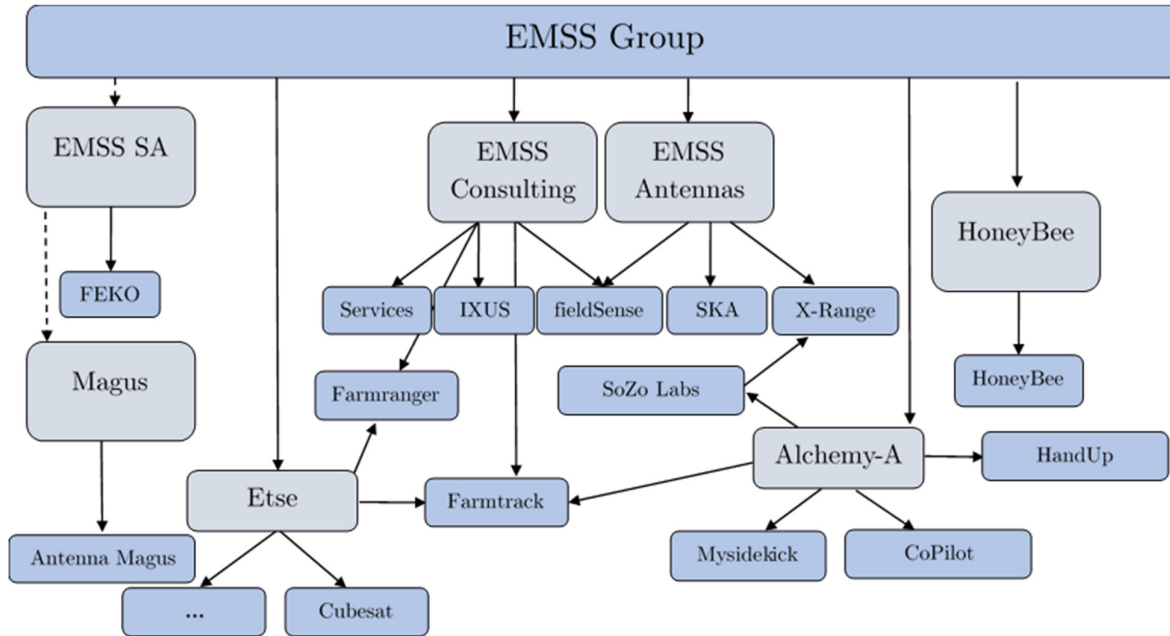 EMSS Group
EMSS SA
EMSS
Consulting
EMSS
Antennas
HoneyBee
FEKO
Services
IXUS
fieldSense
SKA
X-Range
Magus
Farmranger
SoZo Labs
HoneyBee
Etse
Farmtrack
Alchemy-A
HandUp
Antenna Magus
Mysidekick
CoPilot
...
Cubesat